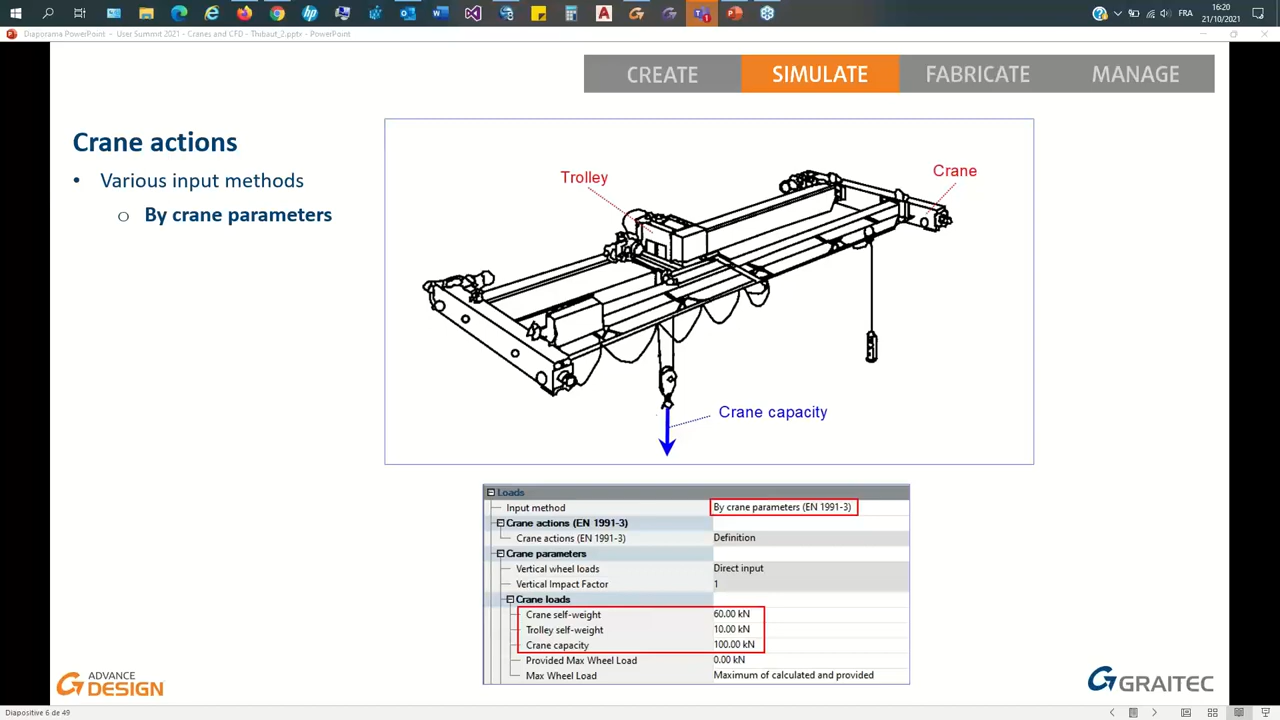 16:20
FRA
21/10/2021
Diaporama PowerPoint - User Summit 2021 - Cranes and CFD - Thibaut_2.pptx - PowerPoint
CREATE SIMULATE FABRICATE MANAGE
Crane actions
• Various input methods
o By crane parameters
Trolley
Crane
Crane capacity
Loads
Input method By crane parameters (EN 1991-3)
Crane actions (EN 1991-3)
Crane actions (EN 1991-3) Definition
Crane parameters
Vertical wheel loads Direct input
Vertical Impact Factor 1
Crane loads
Crane self-weight 60.00 kN
Trolley self-weight 10.00 kN
Crane capacity 100.00 kN
Provided Max Wheel Load 0.00 kN
Max Wheel Load Maximum of calculated and provided
ADVANCE
DESIGN
GRAITEC
Diapositive 6 de 49